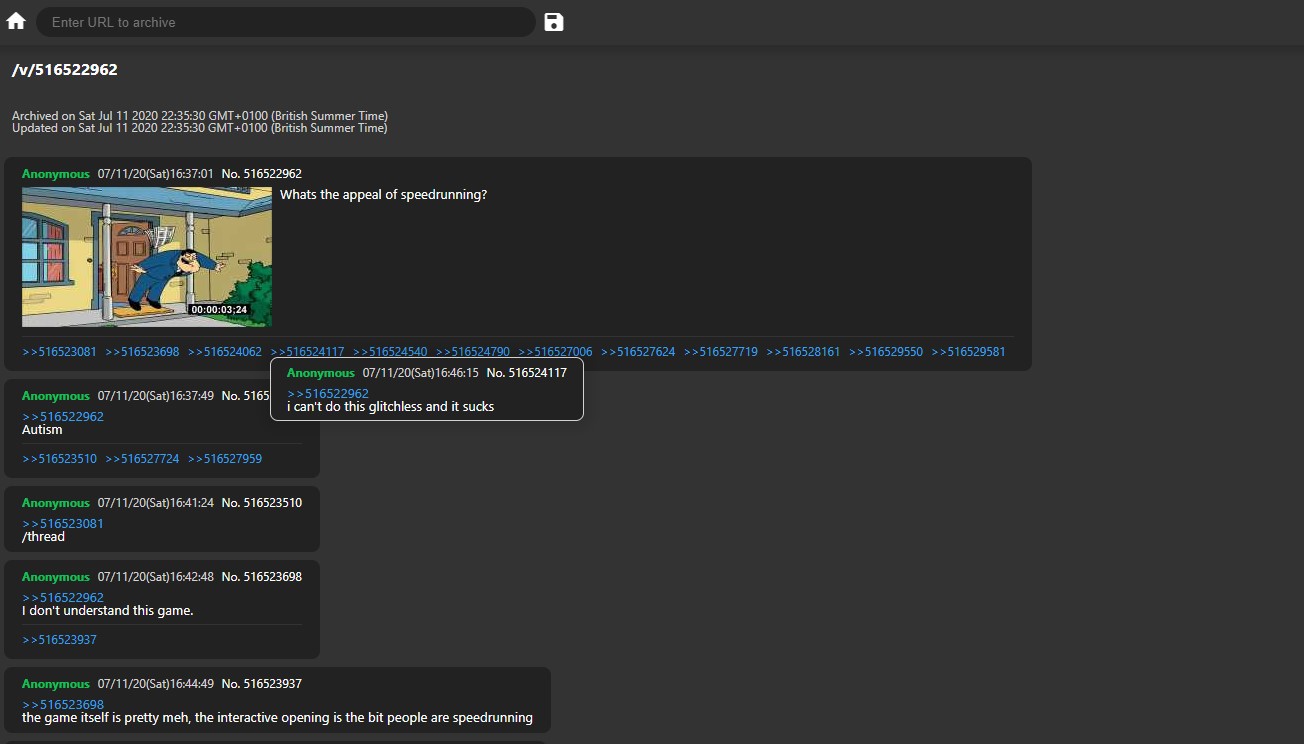 Enter URL to archive
/v/516522962
Archived on Sat Jul 11 2020 22:35:30 GMT+0100 (British Summer Time)
Updated on Sat Jul 11 2020 22:35:30 GMT+0100 (British Summer Time)
Anonymous 07/11/20(Sat)16:37:01 No. 516522962
Whats the appeal of speedrunning?
00:00:03;24
>>516523081 >>516523698 >>516524062 >>516524117 >>516524540 >>516524790 >>516527006 >>516527624 >>516527719 >>516528161 >>516529550 >>516529581
Anonymous 07/11/20(Sat)16:46:15 No. 516524117
>>516522962
i can't do this glitchless and it sucks
Anonymous 07/11/20(Sat)16:37:49 No. 5165
>>516522962
Autism
>>516523510 >>516527724 >>516527959
Anonymous 07/11/20(Sat)16:41:24 No. 516523510
>>516523081
/thread
Anonymous 07/11/20(Sat)16:42:48 No. 516523698
>>516522962
I don't understand this game.
>>516523937
Anonymous 07/11/20(Sat)16:44:49 No. 516523937
>>516523698
the game itself is pretty meh, the interactive opening is the bit people are speedrunning